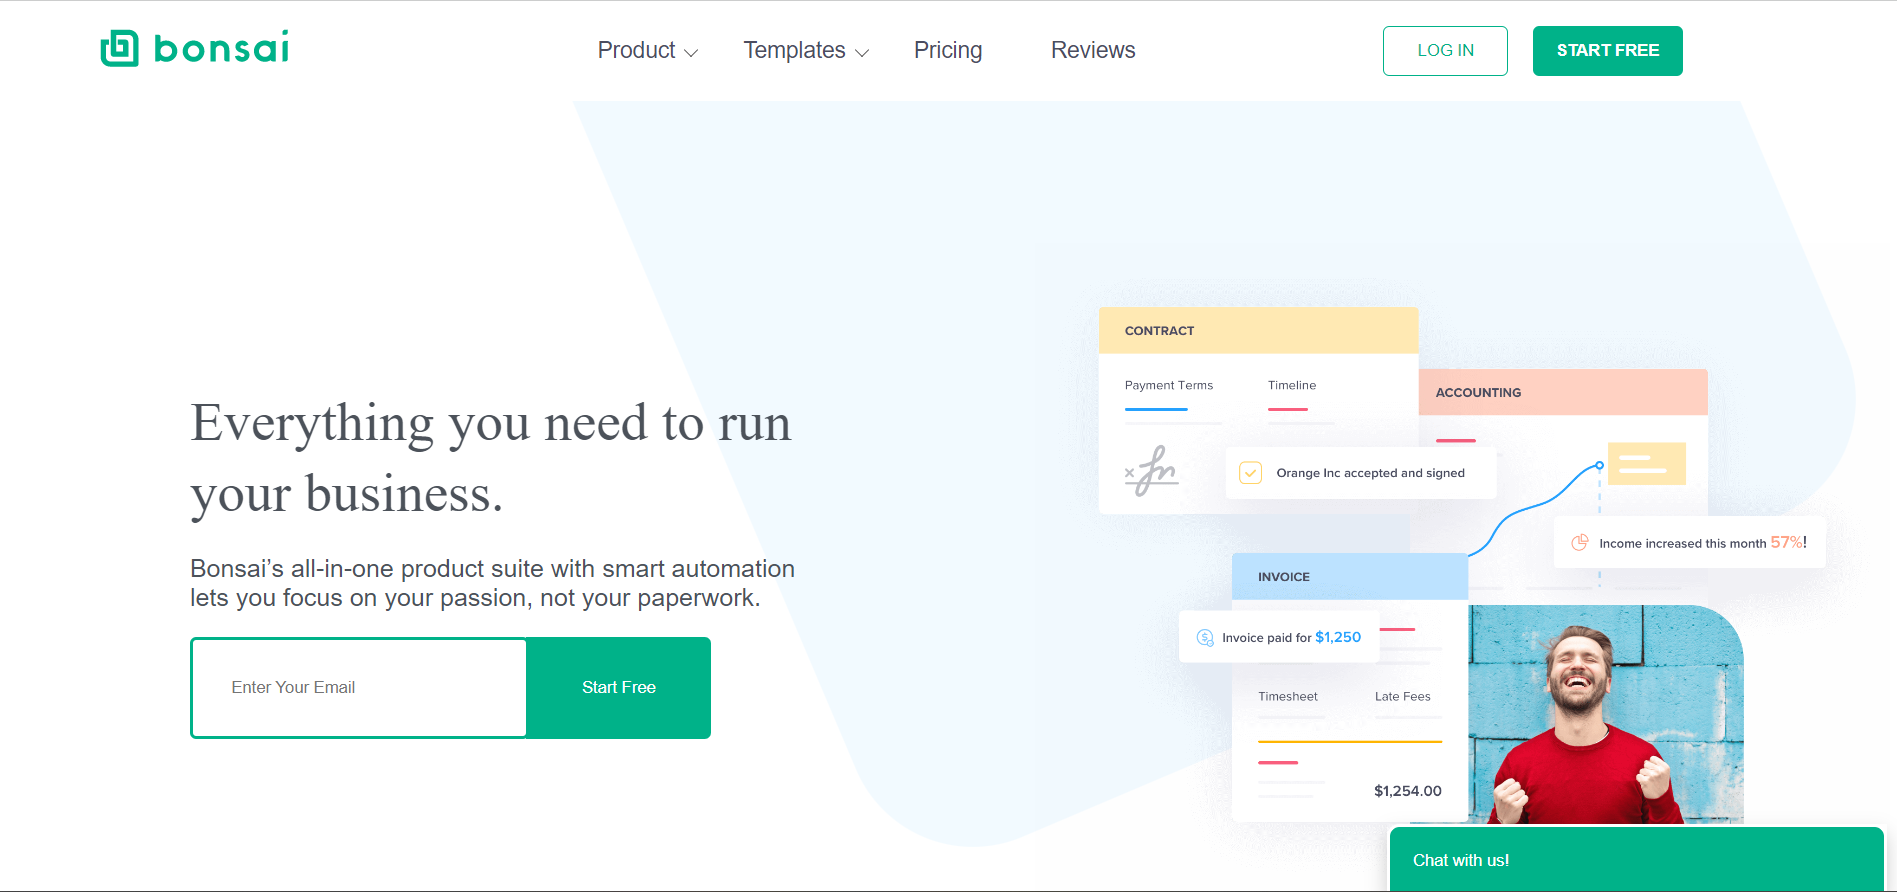 bonsai
Product
Templates
Pricing
Reviews
LOG IN
START FREE
Everything you need to run
your business.
Bonsai’s all-in-one product suite with smart automation
lets you focus on your passion, not your paperwork.
Enter Your Email
Start Free
CONTRACT
Payment Terms
Timeline
Orange Inc accepted and signed
ACCOUNTING
Income increased this month 57%!
INVOICE
Invoice paid for $1,250
Timesheet
Late Fees
$1,254.00
Chat with us!